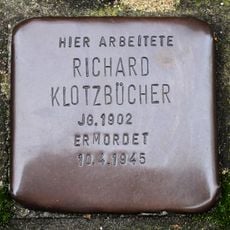 HIER ARBEITETE
RICHARD
KLOTZBÜCHER
JG.1902
ERMORDET
10.4.1945